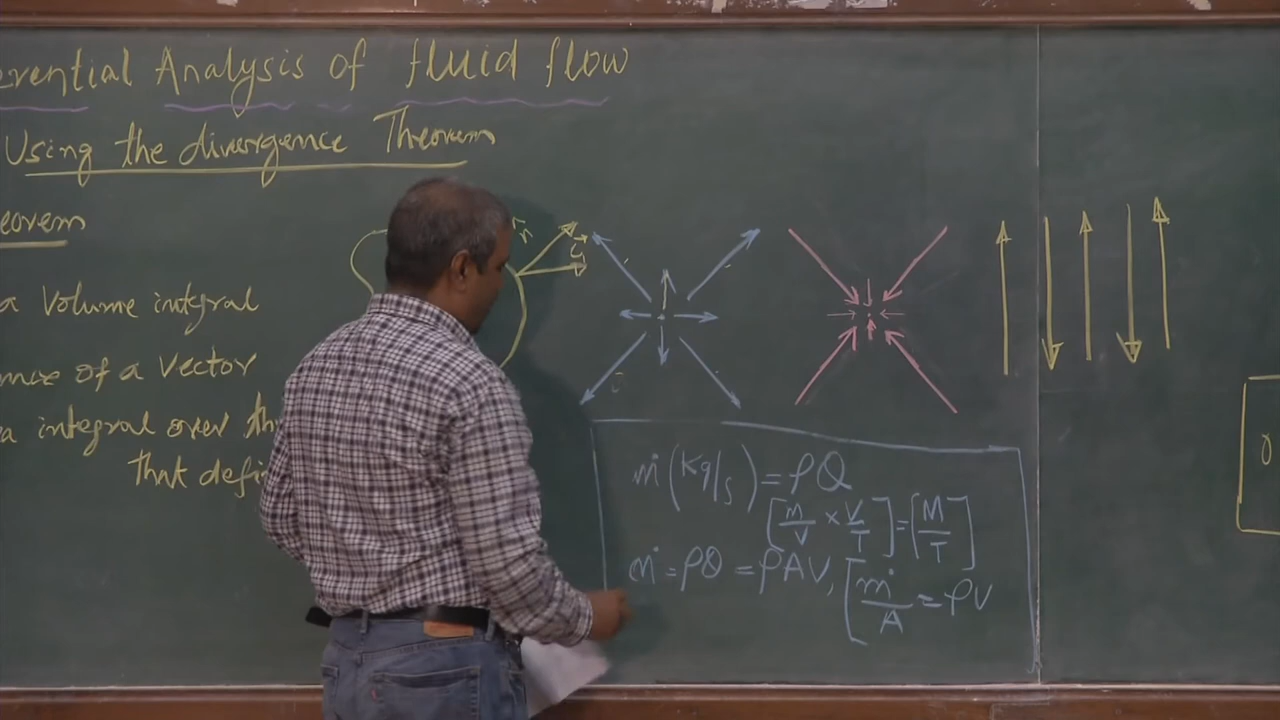 erential Analysis of fluid flow
Using the divergence Theorem
eorem
a volume integral
nce of a vector
a integral over th
that defi
n̂
G⃗
ṁ (Kg/s) = ρQ
[m/V × V/T] = [M/T]
ṁ = ρQ = ρAV, [ṁ/A = ρV